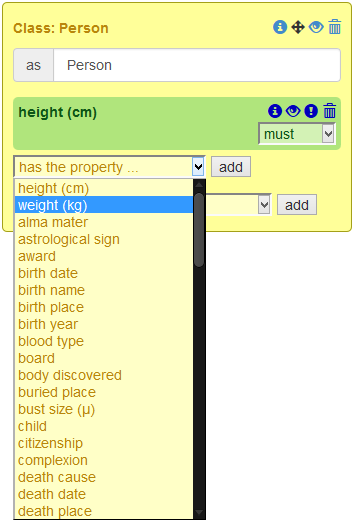 Class: Person
as Person
height (cm)
must
has the property ... add
add
height (cm)
weight (kg)
alma mater
astrological sign
award
birth date
birth name
birth place
birth year
blood type
board
body discovered
buried place
bust size (μ)
child
citizenship
complexion
death cause
death date
death place